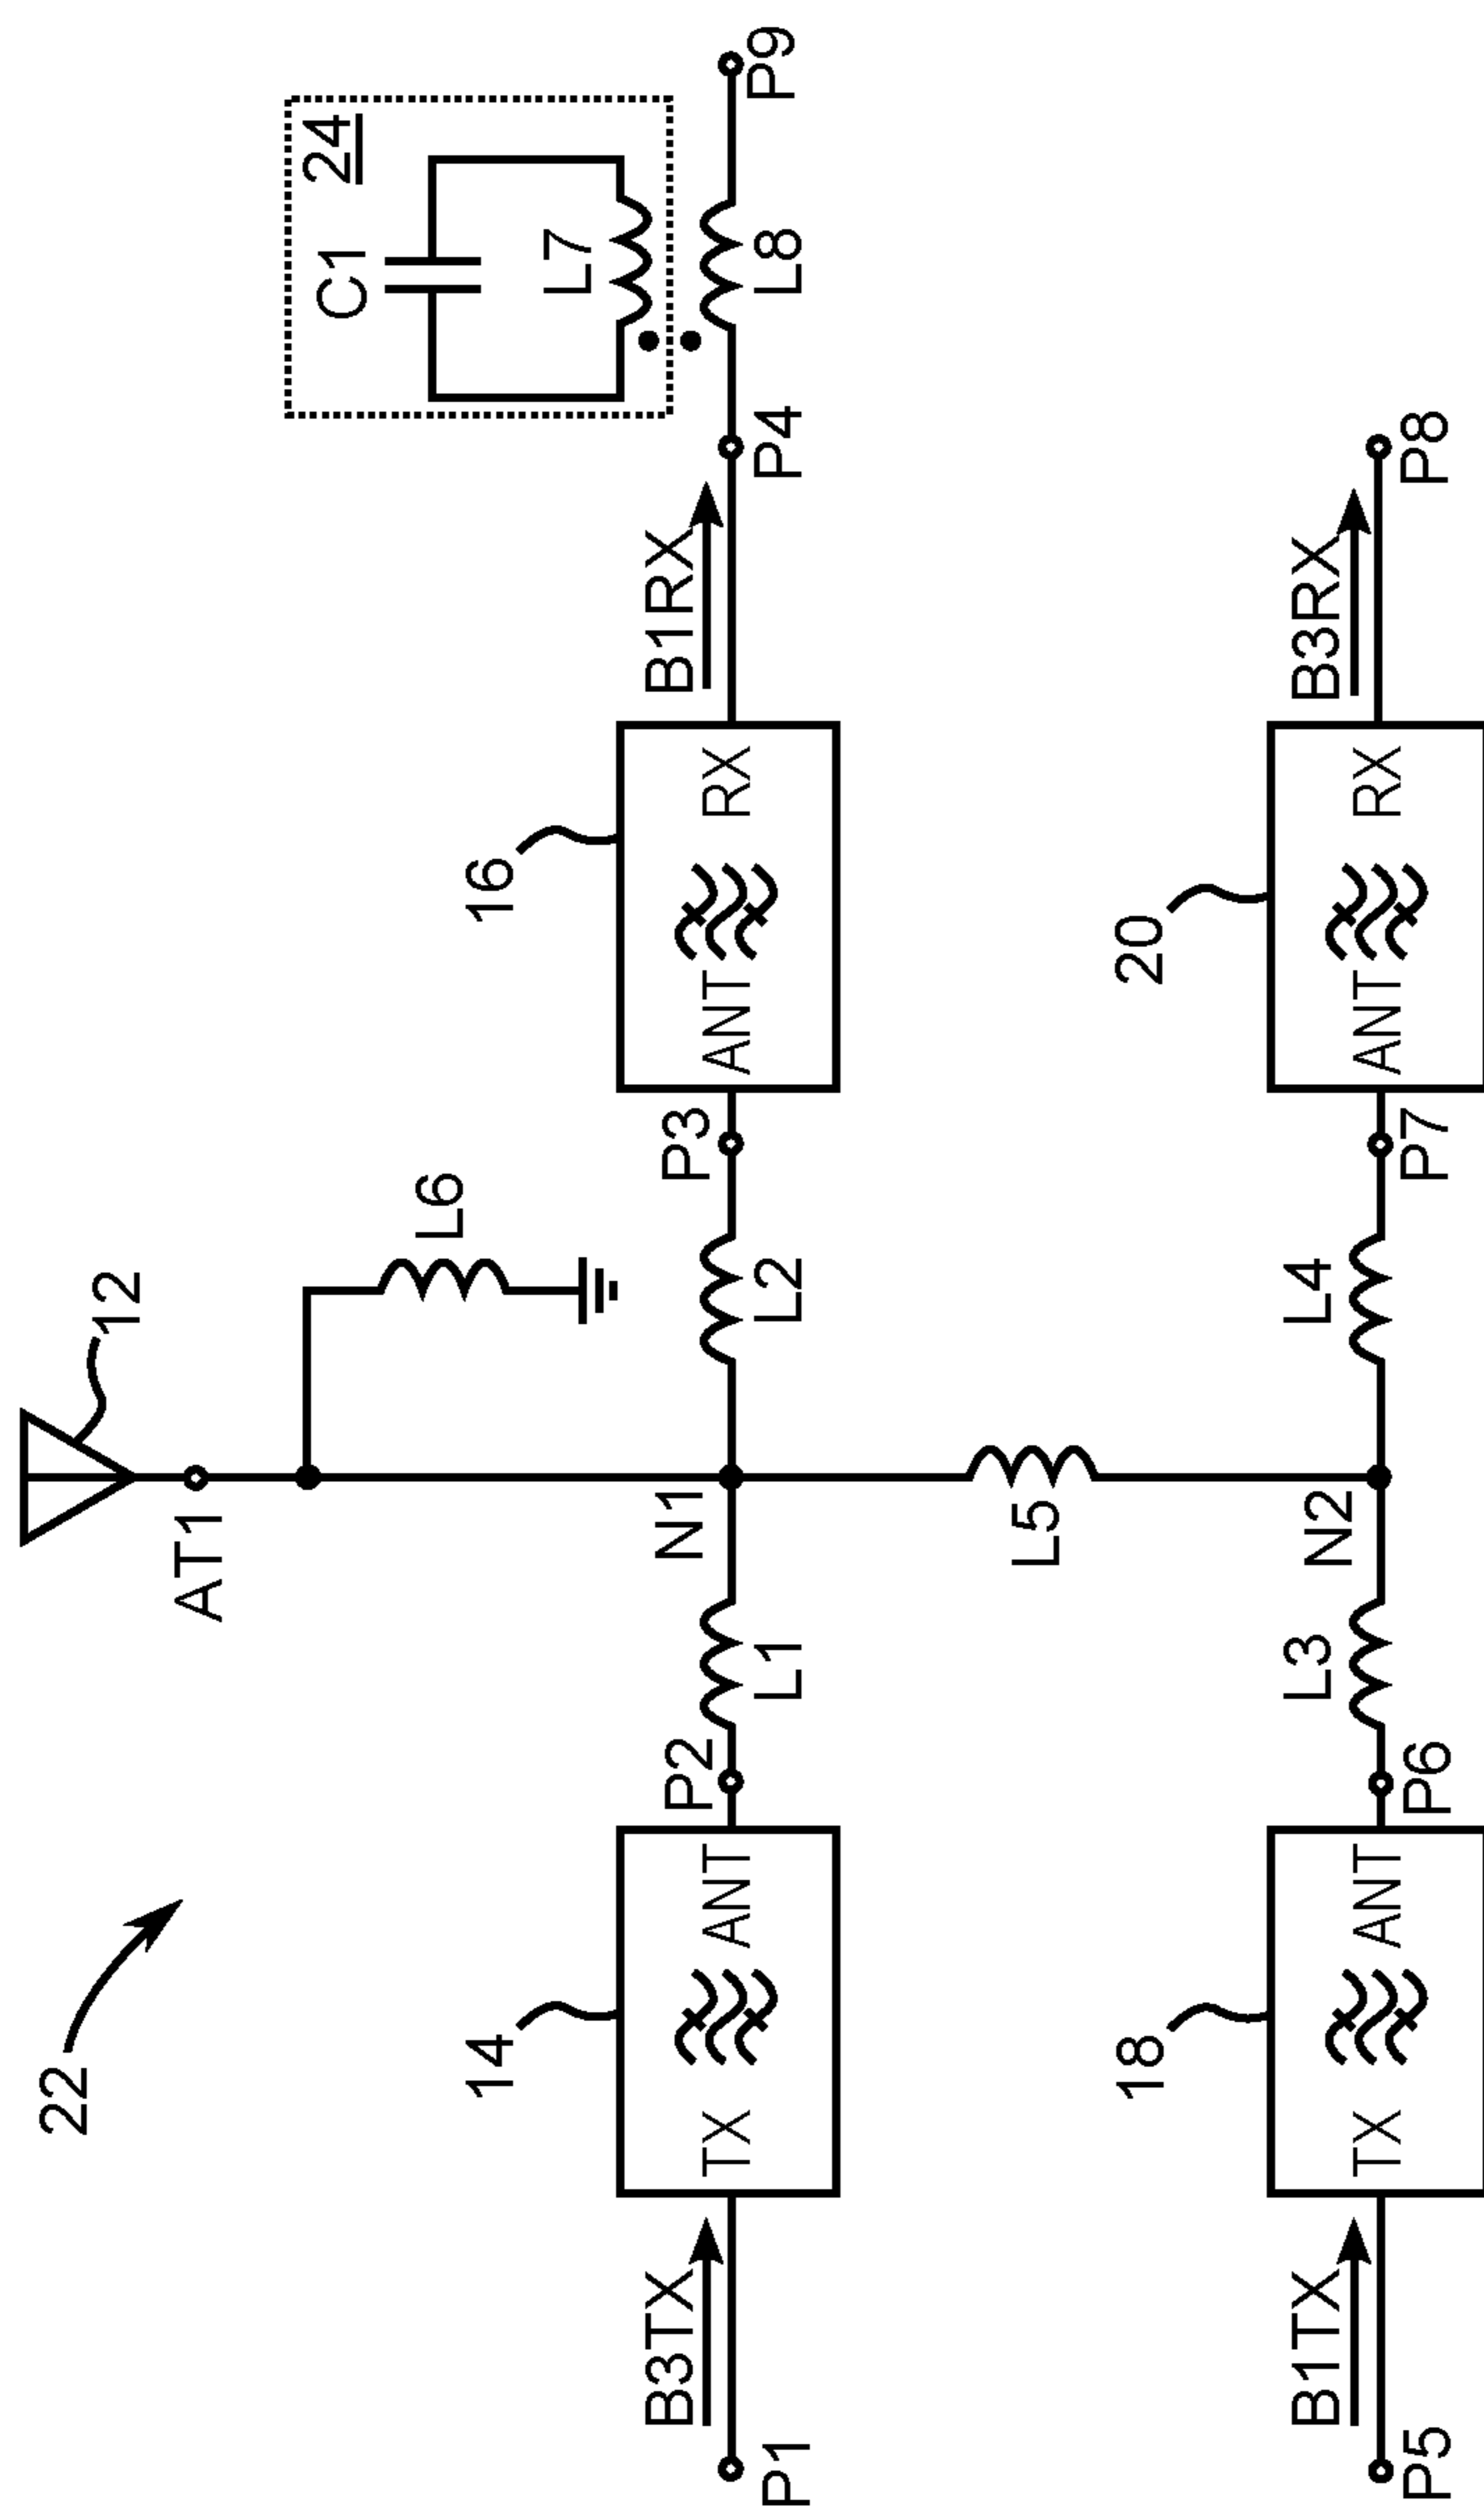 22
12
AT1
L6
24
C1
L7
14
16
B3TX
TX
ANT
P2
N1
P3
ANT
RX
B1RX
P1
L1
L2
P4
L8
P9
L5
18
20
B1TX
TX
ANT
L3
N2
L4
ANT
RX
B3RX
P5
P6
P7
P8